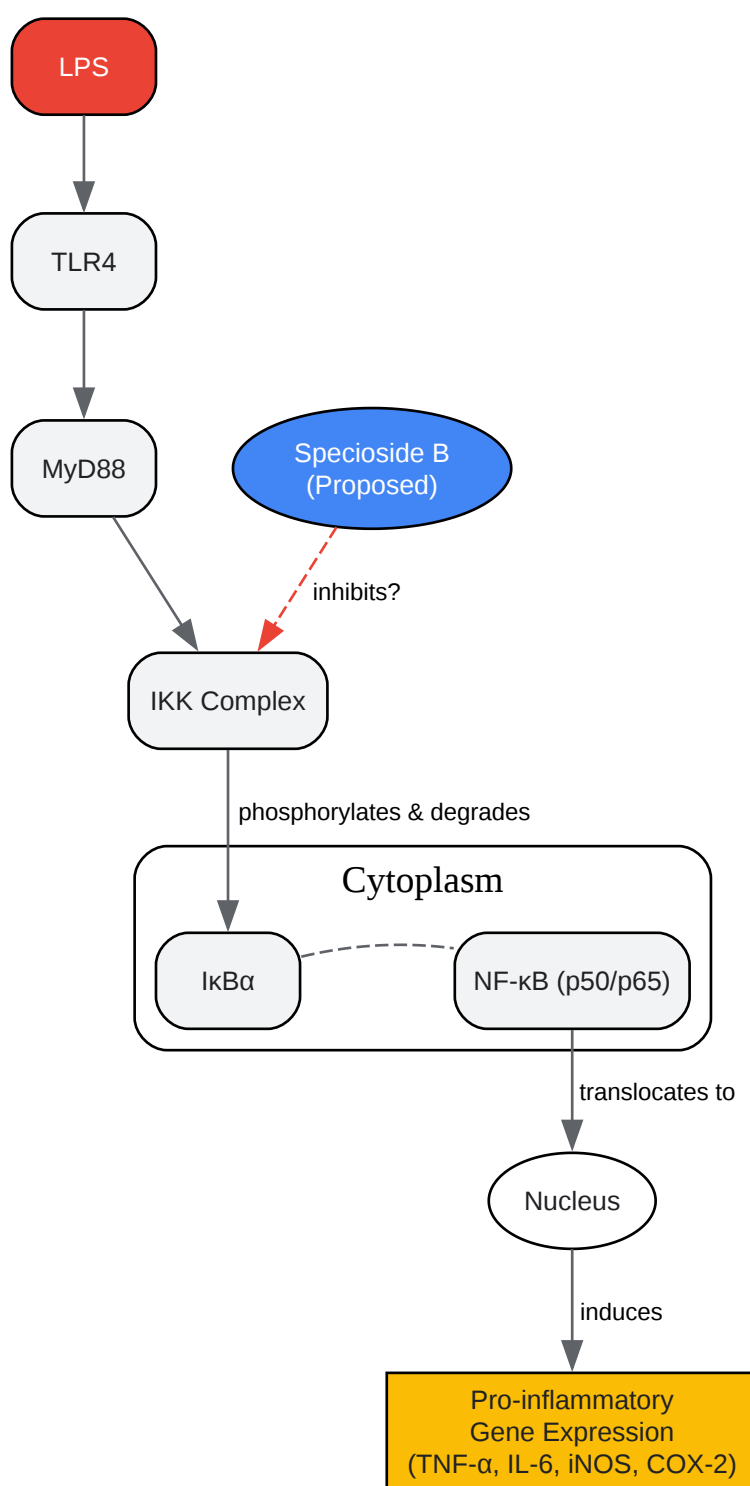 LPS
TLR4
MyD88
Specioside B
(Proposed)
inhibits?
IKK Complex
phosphorylates & degrades
Cytoplasm
IκBα
NF-κB (p50/p65)
translocates to
Nucleus
induces
Pro-inflammatory
Gene Expression
(TNF-α, IL-6, iNOS, COX-2)